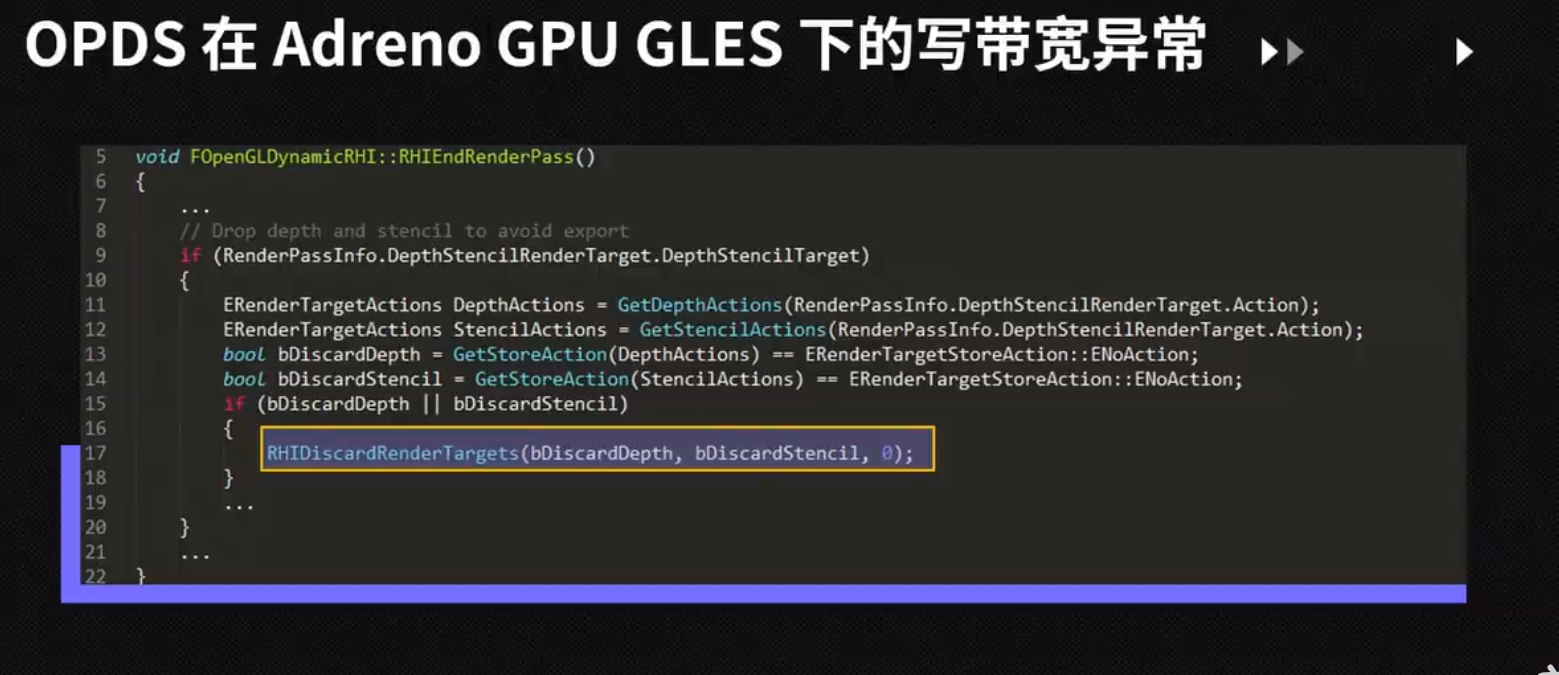 OPDS 在 Adreno GPU GLES 下的写带宽异常
5 void FOpenGLDynamicRHI::RHIEndRenderPass()
6 {
7 ...
8 // Drop depth and stencil to avoid export
9 if (RenderPassInfo.DepthStencilRenderTarget.DepthStencilTarget)
10 {
11 ERenderTargetActions DepthActions = GetDepthActions(RenderPassInfo.DepthStencilRenderTarget.Action);
12 ERenderTargetActions StencilActions = GetStencilActions(RenderPassInfo.DepthStencilRenderTarget.Action);
13 bool bDiscardDepth = GetStoreAction(DepthActions) == ERenderTargetStoreAction::ENoAction;
14 bool bDiscardStencil = GetStoreAction(StencilActions) == ERenderTargetStoreAction::ENoAction;
15 if (bDiscardDepth || bDiscardStencil)
16 {
17 RHIDiscardRenderTargets(bDiscardDepth, bDiscardStencil, 0);
18 }
19 ...
20 }
21 ...
22 }